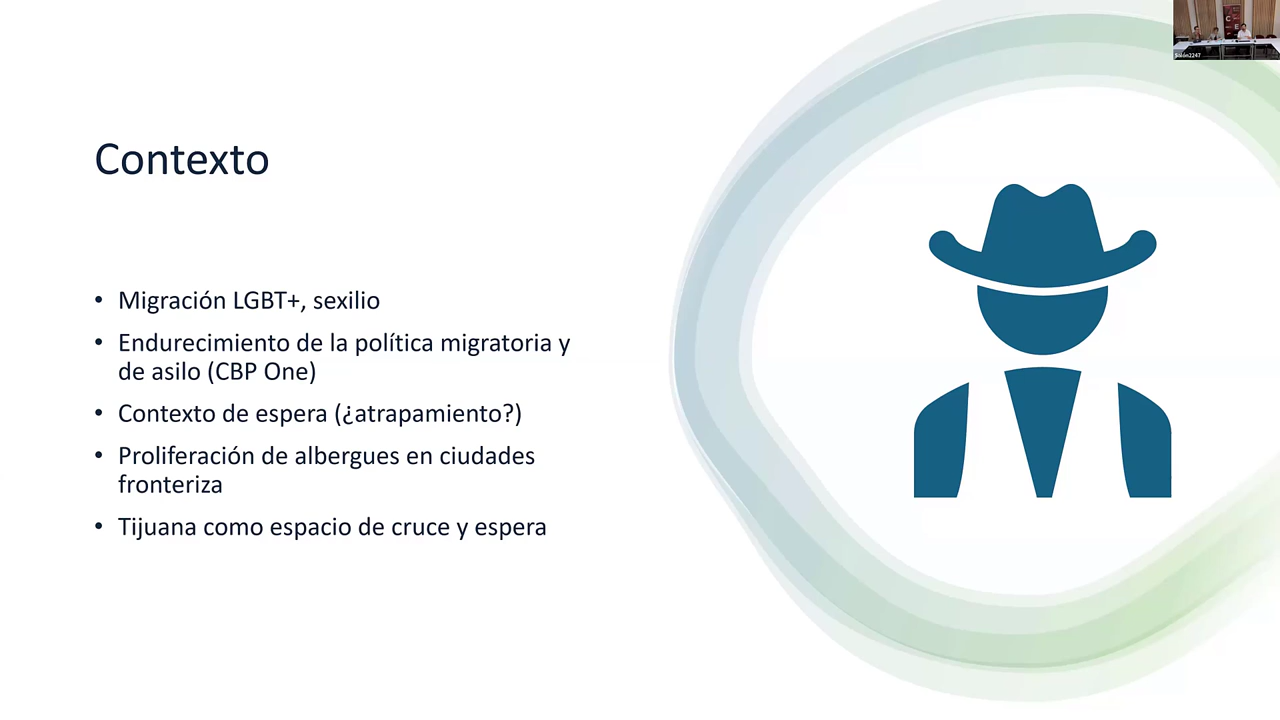 Contexto
• Migración LGBT+, sexilio
• Endurecimiento de la política migratoria y
de asilo (CBP One)
• Contexto de espera (¿atrapamiento?)
• Proliferación de albergues en ciudades
fronteriza
• Tijuana como espacio de cruce y espera